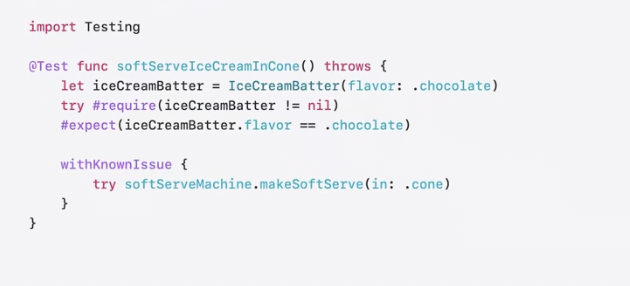 import Testing
@Test func softServeIceCreamInCone() throws {
    let iceCreamBatter = IceCreamBatter(flavor: .chocolate)
    try #require(iceCreamBatter != nil)
    #expect(iceCreamBatter.flavor == .chocolate)
    withKnownIssue {
        try softServeMachine.makeSoftServe(in: .cone)
    }
}